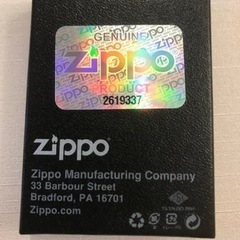 GENUINE
zippo
PRODUCT
2619337
zippo
Zippo Manufacturing Company
33 Barbour Street
Bradford, PA 16701
Zippo.com